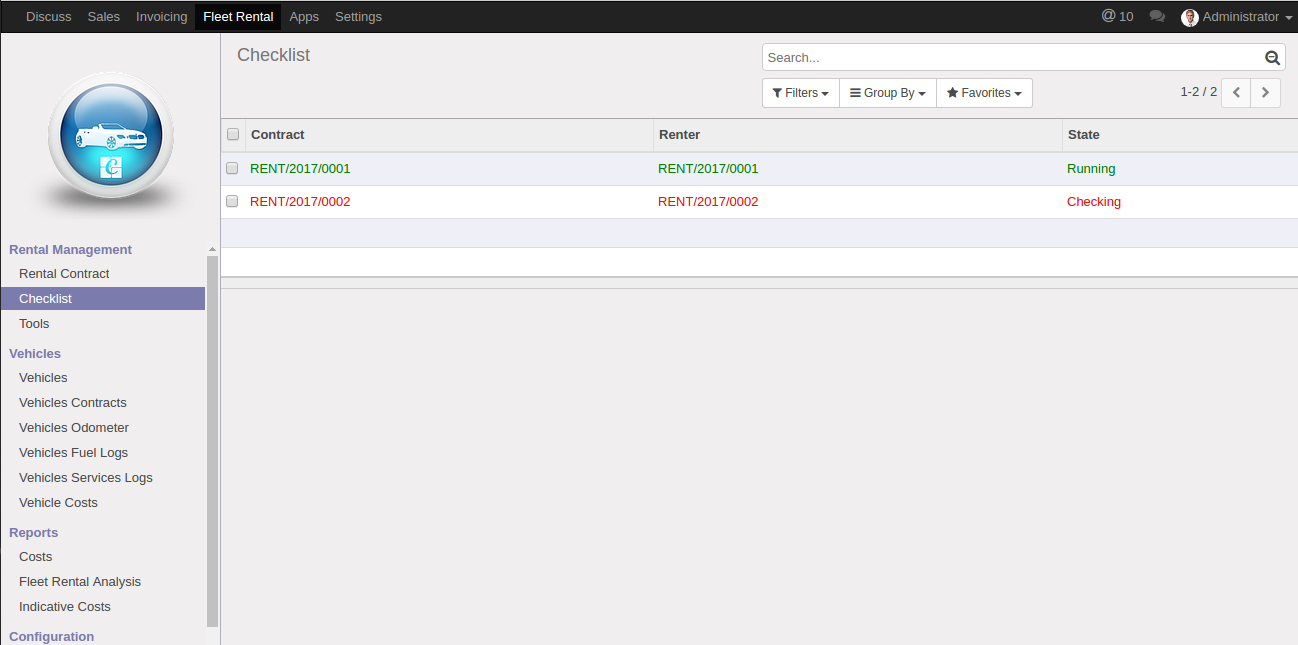 Discuss Sales Invoicing Fleet Rental Apps Settings @ 10 Administrator
Checklist
Search...
Filters Group By Favorites 1-2 / 2
Contract Renter State
RENT/2017/0001 RENT/2017/0001 Running
RENT/2017/0002 RENT/2017/0002 Checking
Rental Management
Rental Contract
Checklist
Tools
Vehicles
Vehicles
Vehicles Contracts
Vehicles Odometer
Vehicles Fuel Logs
Vehicles Services Logs
Vehicle Costs
Reports
Costs
Fleet Rental Analysis
Indicative Costs
Configuration